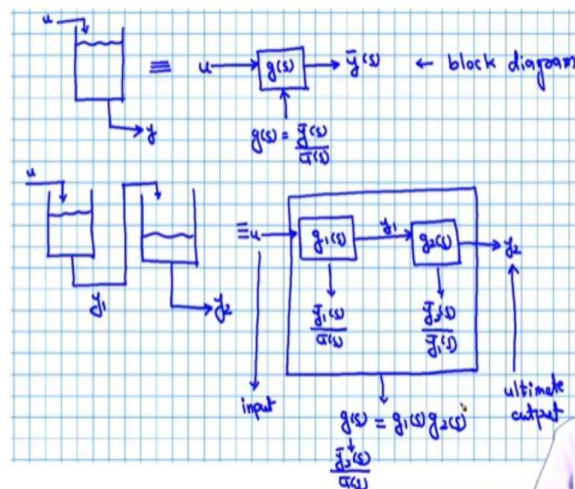 u
y
≡ u g(s) ȳ(s) ← block diagram
g(s) = ȳ(s)/ū(s)
u
y1
y2
≡ u g1(s) y1 g2(s) y2
ȳ1(s)/ū(s)
ȳ2(s)/ȳ1(s)
input
ultimate
output
g(s) = g1(s) g2(s)
ȳ2(s)/ū(s)